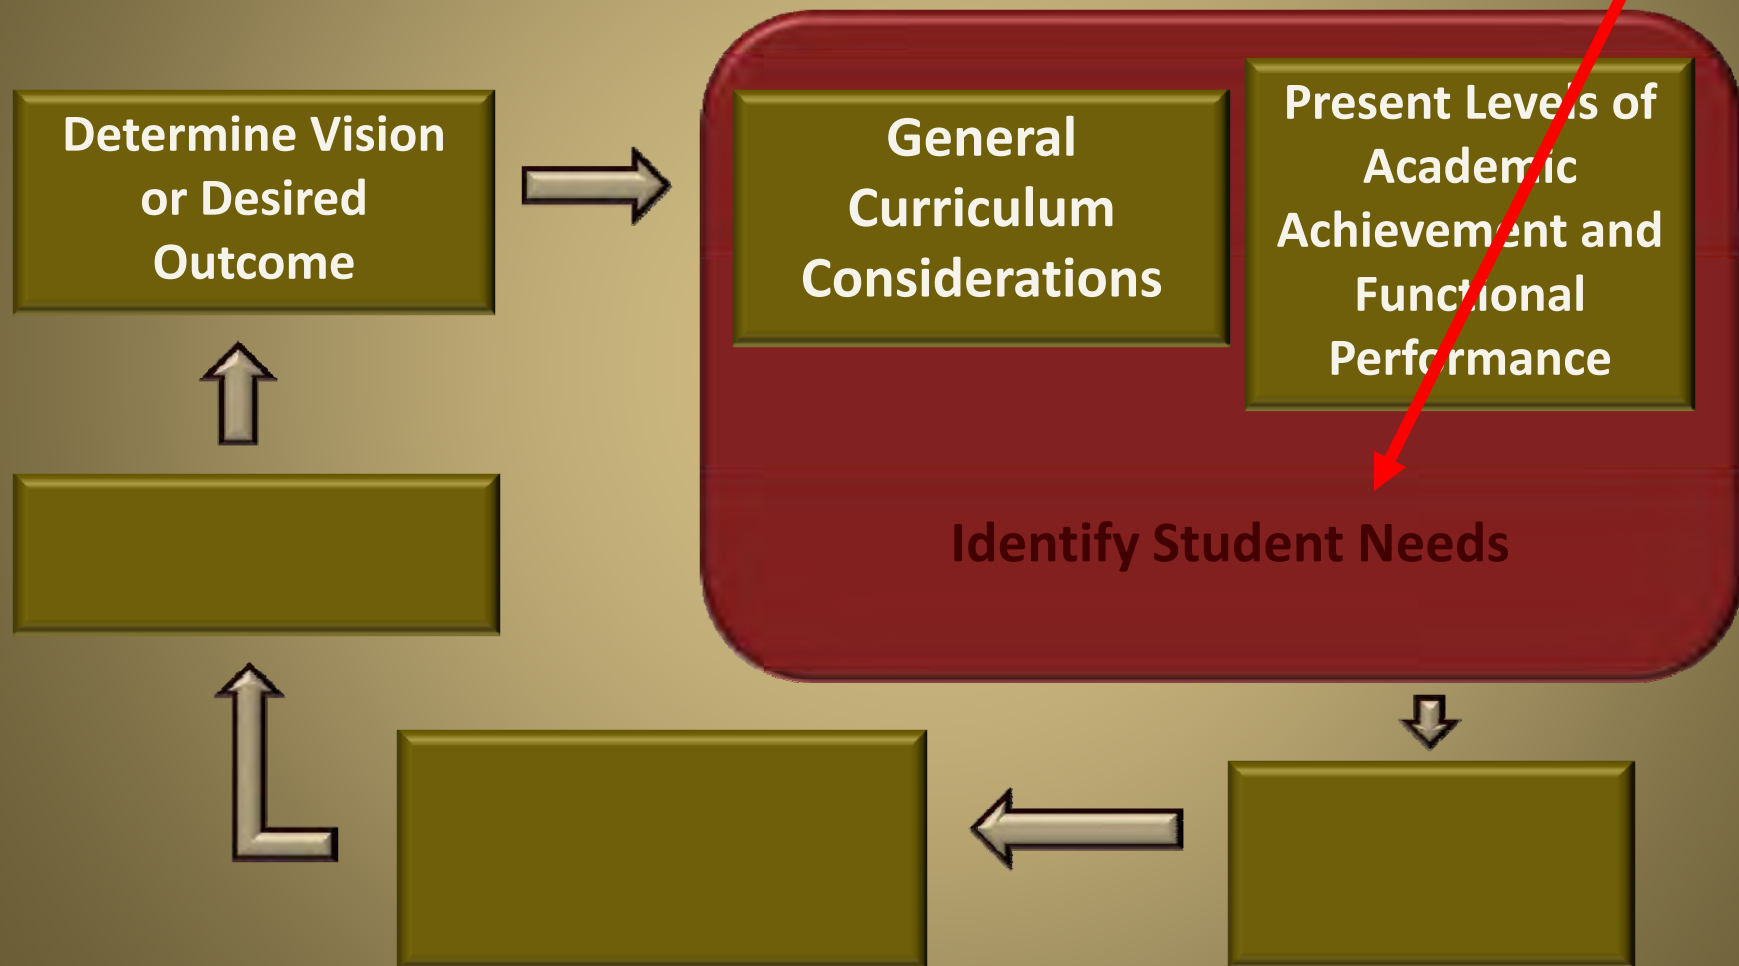 Determine Vision
or Desired
Outcome
General
Curriculum
Considerations
Present Levels of
Academic
Achievement and
Functional
Performance
Identify Student Needs